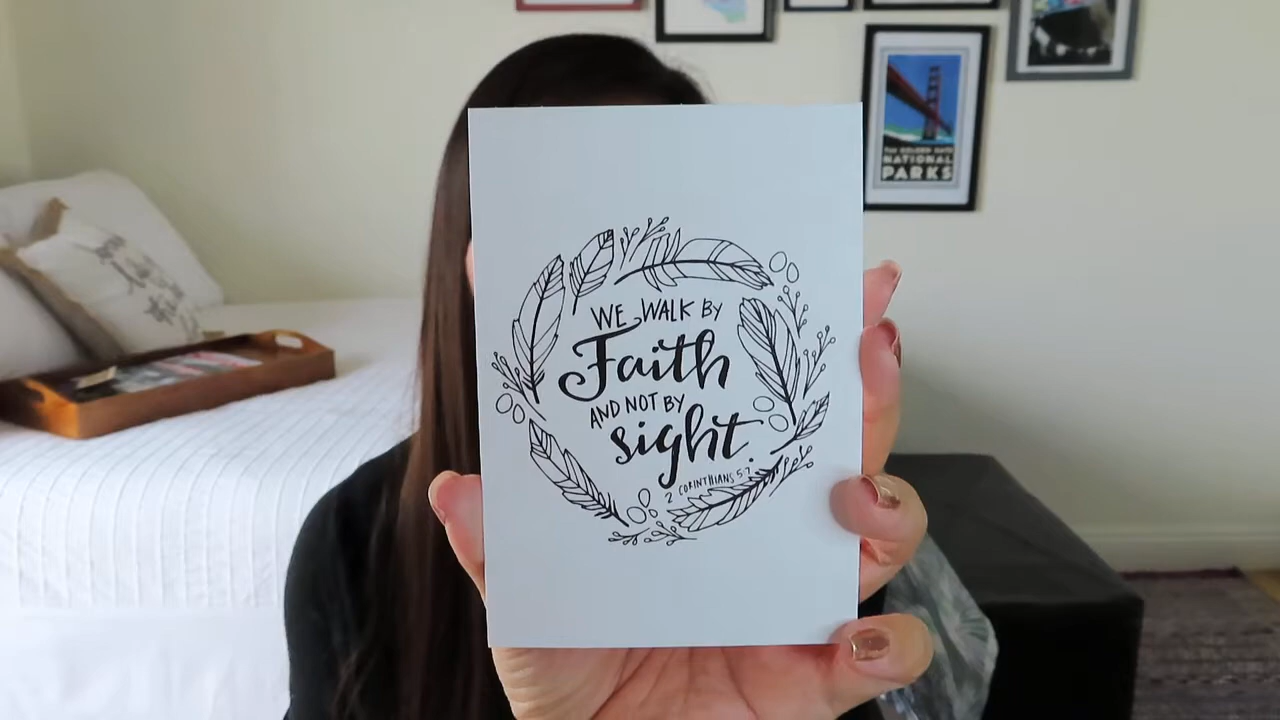 WE WALK BY
Faith
AND NOT BY
sight.
2 CORINTHIANS 5:7
THE GOLDEN GATE
NATIONAL
PARKS